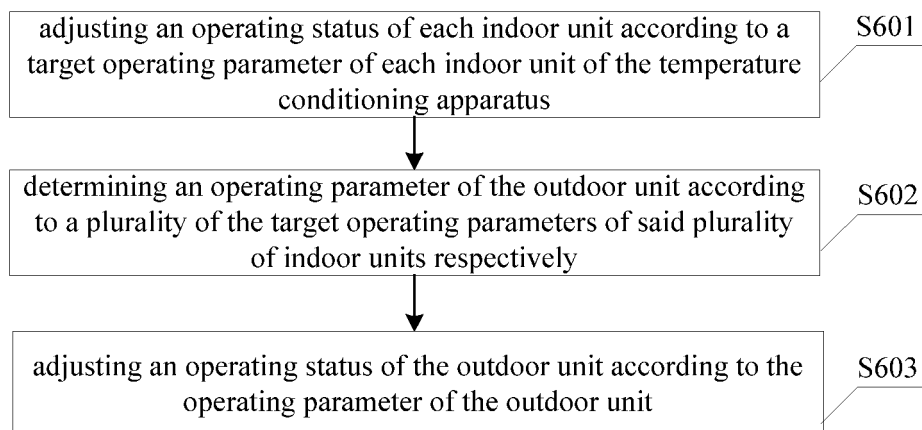 adjusting an operating status of each indoor unit according to a
target operating parameter of each indoor unit of the temperature
conditioning apparatus
S601
determining an operating parameter of the outdoor unit according
to a plurality of the target operating parameters of said plurality
of indoor units respectively
S602
adjusting an operating status of the outdoor unit according to the
operating parameter of the outdoor unit
S603